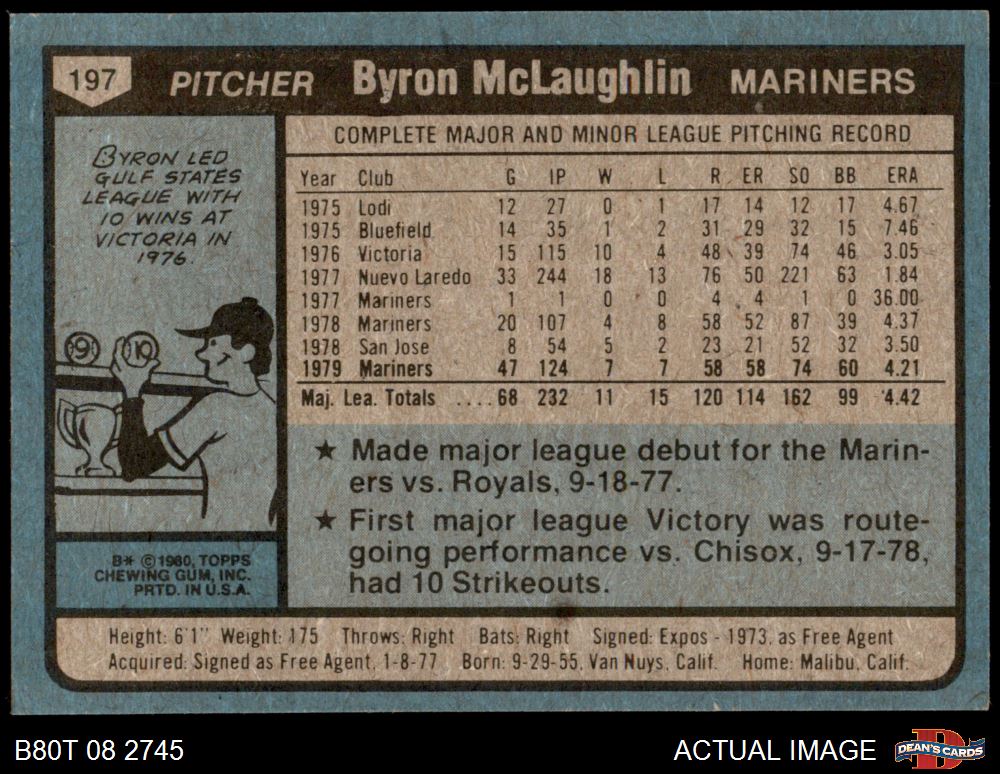 197 PITCHER Byron McLaughlin MARINERS
BYRON LED
GULF STATES
LEAGUE WITH
10 WINS AT
VICTORIA IN
1976.
9 10
B* ©1980, TOPPS
CHEWING GUM, INC.
PRTD. IN U.S.A.
COMPLETE MAJOR AND MINOR LEAGUE PITCHING RECORD
Year Club G IP W L R ER SO BB ERA
1975 Lodi 12 27 0 1 17 14 12 17 4.67
1975 Bluefield 14 35 1 2 31 29 32 15 7.46
1976 Victoria 15 115 10 4 48 39 74 46 3.05
1977 Nuevo Laredo 33 244 18 13 76 50 221 63 1.84
1977 Mariners 1 1 0 0 4 4 1 0 36.00
1978 Mariners 20 107 4 8 58 52 87 39 4.37
1978 San Jose 8 54 5 2 23 21 52 32 3.50
1979 Mariners 47 124 7 7 58 58 74 60 4.21
Maj. Lea. Totals ....68 232 11 15 120 114 162 99 4.42
★ Made major league debut for the Marin-
ers vs. Royals, 9-18-77.
★ First major league Victory was route-
going performance vs. Chisox, 9-17-78,
had 10 Strikeouts.
Height: 6'1" Weight: 175 Throws: Right Bats: Right Signed: Expos - 1973, as Free Agent
Acquired: Signed as Free Agent, 1-8-77 Born: 9-29-55, Van Nuys, Calif. Home: Malibu, Calif.
B80T 08 2745 ACTUAL IMAGE D DEAN'S CARDS